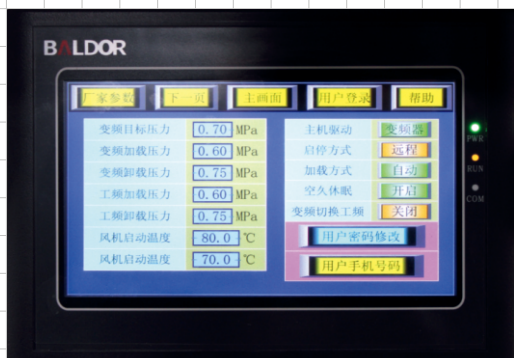 BALDOR
厂家参数 下一页 主画面 用户登录 帮助
变频目标压力 0.70 MPa 主机驱动 变频器
变频加载压力 0.60 MPa 启停方式 远程
变频卸载压力 0.75 MPa 加载方式 自动
工频加载压力 0.60 MPa 空久休眠 开启
工频卸载压力 0.75 MPa 变频切换工频 关闭
风机启动温度 80.0 ℃ 用户密码修改
风机启动温度 70.0 ℃ 用户手机号码
PWR
RUN
COM